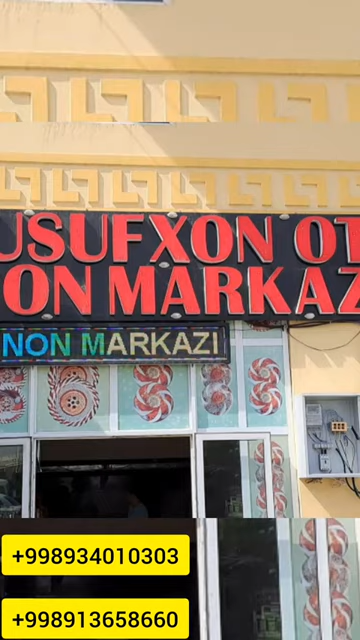 USUFXON OT
ON MARKAZ
NON MARKAZI
+998934010303
+998913658660